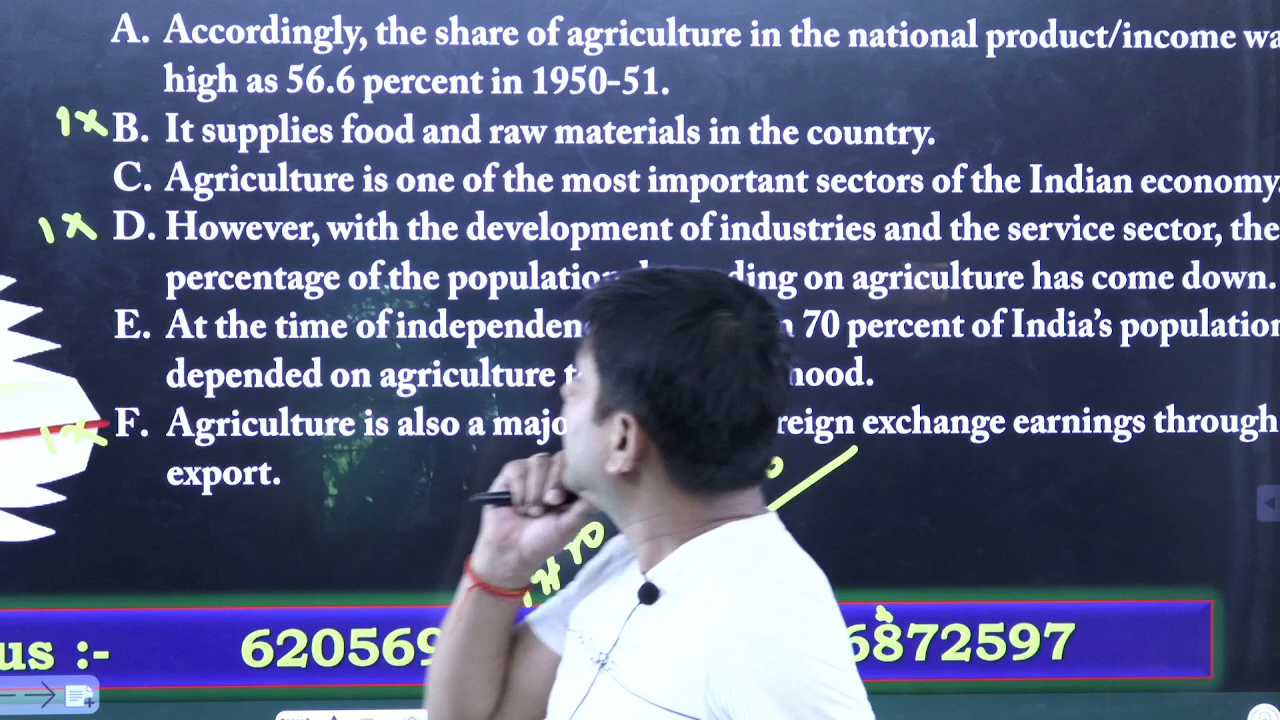 A. Accordingly, the share of agriculture in the national product/income wa
high as 56.6 percent in 1950-51.
1x B. It supplies food and raw materials in the country.
C. Agriculture is one of the most important sectors of the Indian economy.
1x D. However, with the development of industries and the service sector, the
percentage of the population ding on agriculture has come down.
E. At the time of independen 70 percent of India's population
depended on agriculture hood.
1x F. Agriculture is also a majo reign exchange earnings through
export.
us :- 620569 6872597